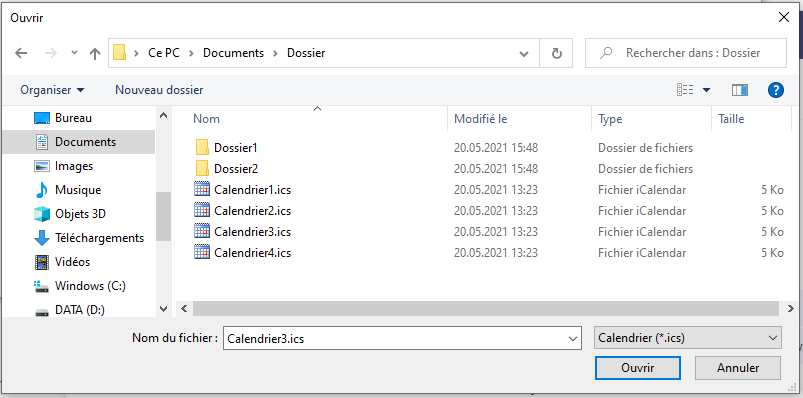 Ouvrir
Ce PC > Documents > Dossier
Rechercher dans : Dossier
Organiser
Nouveau dossier
?
Bureau
Documents
Images
Musique
Objets 3D
Téléchargements
Vidéos
Windows (C:)
DATA (D:)
Nom Modifié le Type Taille
Dossier1 20.05.2021 15:48 Dossier de fichiers
Dossier2 20.05.2021 15:48 Dossier de fichiers
Calendrier1.ics 20.05.2021 13:23 Fichier iCalendar 5 Ko
Calendrier2.ics 20.05.2021 13:23 Fichier iCalendar 5 Ko
Calendrier3.ics 20.05.2021 13:23 Fichier iCalendar 5 Ko
Calendrier4.ics 20.05.2021 13:23 Fichier iCalendar 5 Ko
Nom du fichier : Calendrier3.ics Calendrier (*.ics)
Ouvrir Annuler